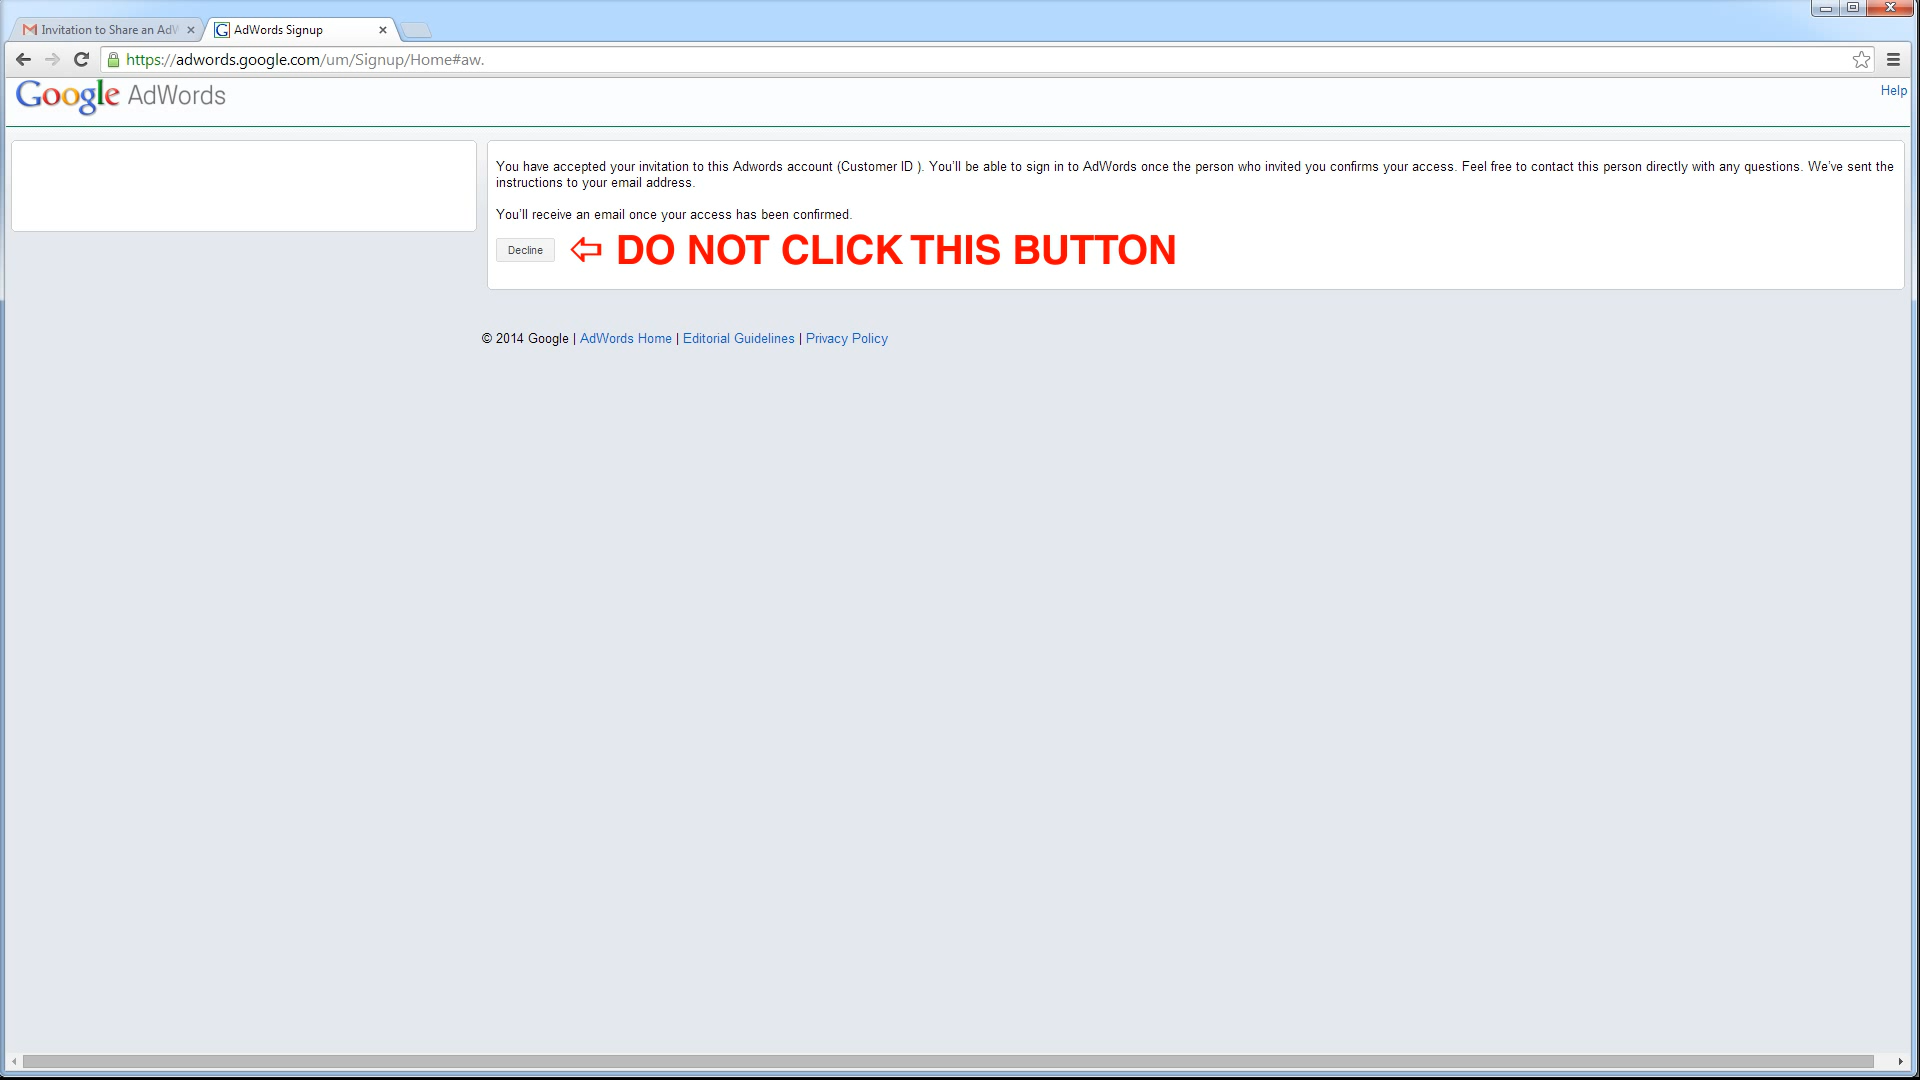 Invitation to Share an AdW
AdWords Signup
https://adwords.google.com/um/Signup/Home#aw.
Google AdWords
Help
You have accepted your invitation to this Adwords account (Customer ID ). You'll be able to sign in to AdWords once the person who invited you confirms your access. Feel free to contact this person directly with any questions. We've sent the
instructions to your email address.
You'll receive an email once your access has been confirmed.
Decline ⇦ DO NOT CLICK THIS BUTTON
© 2014 Google | AdWords Home | Editorial Guidelines | Privacy Policy